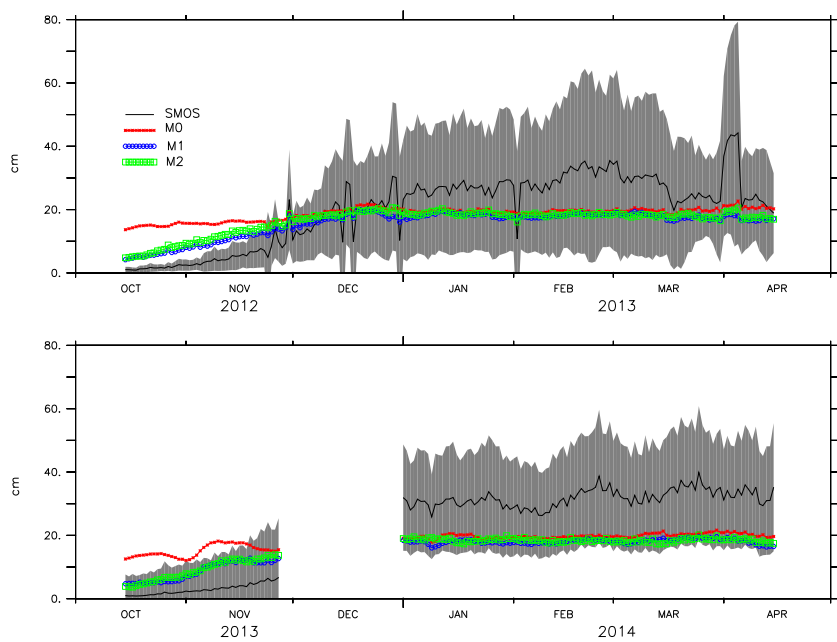 80.
60.
40.
20.
0.
cm
SMOS
M0
M1
M2
OCT NOV DEC JAN FEB MAR APR
2012 2013
80.
60.
40.
20.
0.
cm
OCT NOV DEC JAN FEB MAR APR
2013 2014